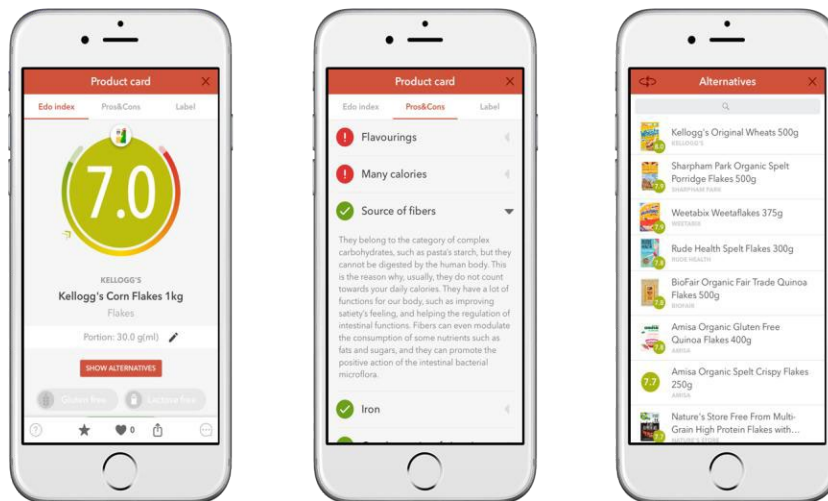 Product card
Edo index Pros&Cons Label
7.0
KELLOGG'S
Kellogg's Corn Flakes 1kg
Flakes
Portion: 30.0 g(ml)
SHOW ALTERNATIVES
Gluten free Lactose free
0
Product card
Edo index Pros&Cons Label
Flavourings
Many calories
Source of fibers
They belong to the category of complex
carbohydrates, such as pasta's starch, but they
cannot be digested by the human body. This
is the reason why, usually, they do not count
towards your daily calories. They have a lot of
functions for our body, such as improving
satiety's feeling, and helping the regulation of
intestinal functions. Fibers can even modulate
the consumption of some nutrients such as
fats and sugars, and they can promote the
positive action of the intestinal bacterial
microflora.
Iron
Alternatives
Kellogg's Original Wheats 500g
KELLOGG'S
Sharpham Park Organic Spelt
Porridge Flakes 500g
SHARPHAM PARK
Weetabix Weetaflakes 375g
WEETABIX
Rude Health Spelt Flakes 300g
RUDE HEALTH
BioFair Organic Fair Trade Quinoa
Flakes 500g
BIOFAIR
Amisa Organic Gluten Free
Quinoa Flakes 400g
AMISA
7.7
Amisa Organic Spelt Crispy Flakes
250g
AMISA
Nature's Store Free From Multi-
Grain High Protein Flakes with...
NATURE'S STORE